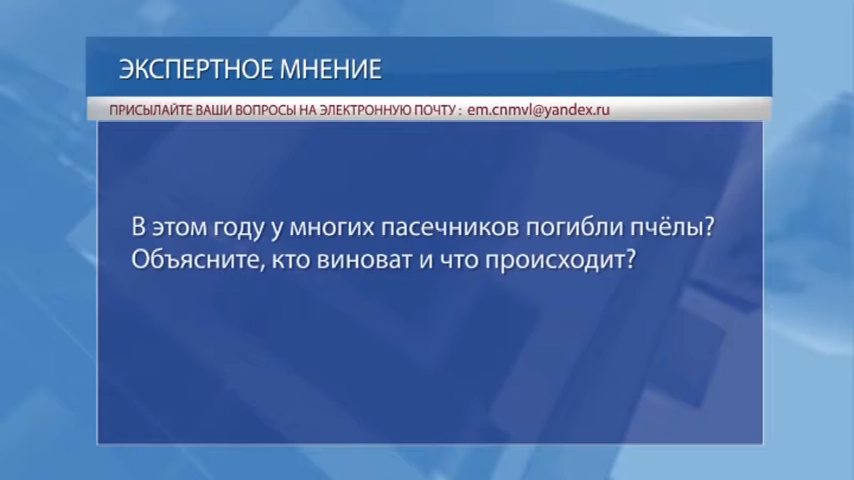 ЭКСПЕРТНОЕ МНЕНИЕ
ПРИСЫЛАЙТЕ ВАШИ ВОПРОСЫ НА ЭЛЕКТРОННУЮ ПОЧТУ : em.cnmvl@yandex.ru
В этом году у многих пасечников погибли пчёлы?
Объясните, кто виноват и что происходит?